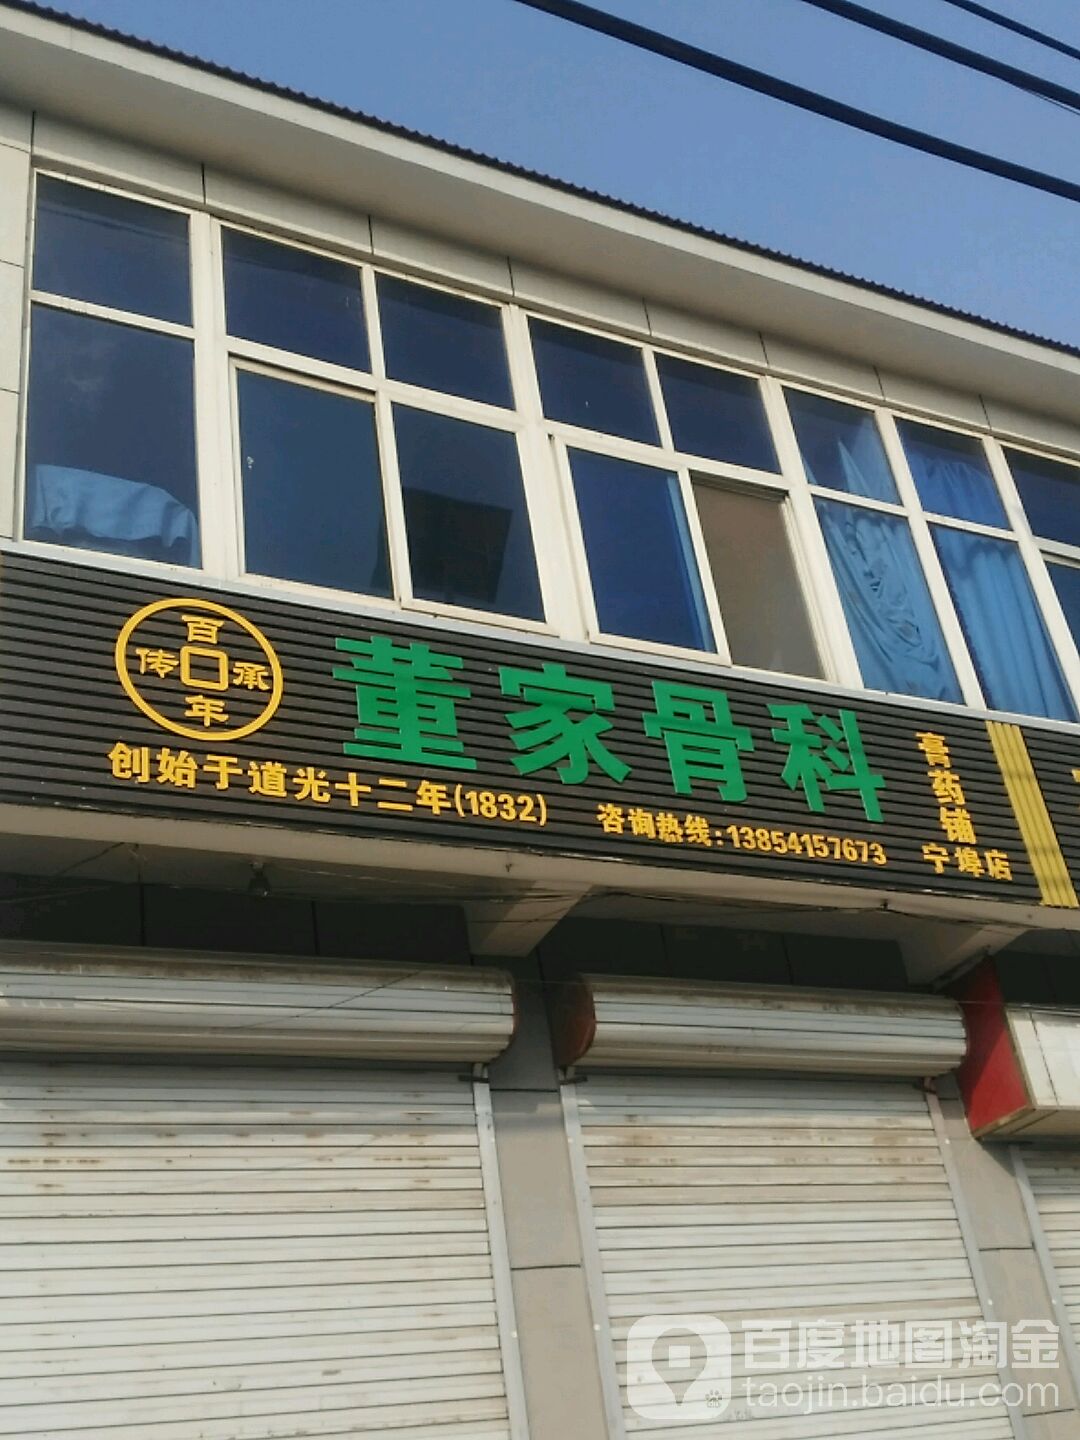 百年传承
董家骨科
膏药铺
宁埠店
创始于道光十二年(1832)
咨询热线:13854157673
百度地图淘金
taojin.baidu.com